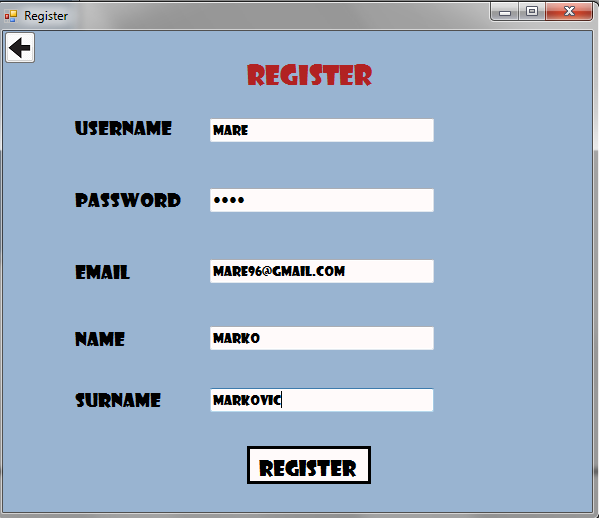 Register
REGISTER
USERNAME MARE
PASSWORD ••••
EMAIL MARE96@GMAIL.COM
NAME MARKO
SURNAME MARKOVIC
REGISTER